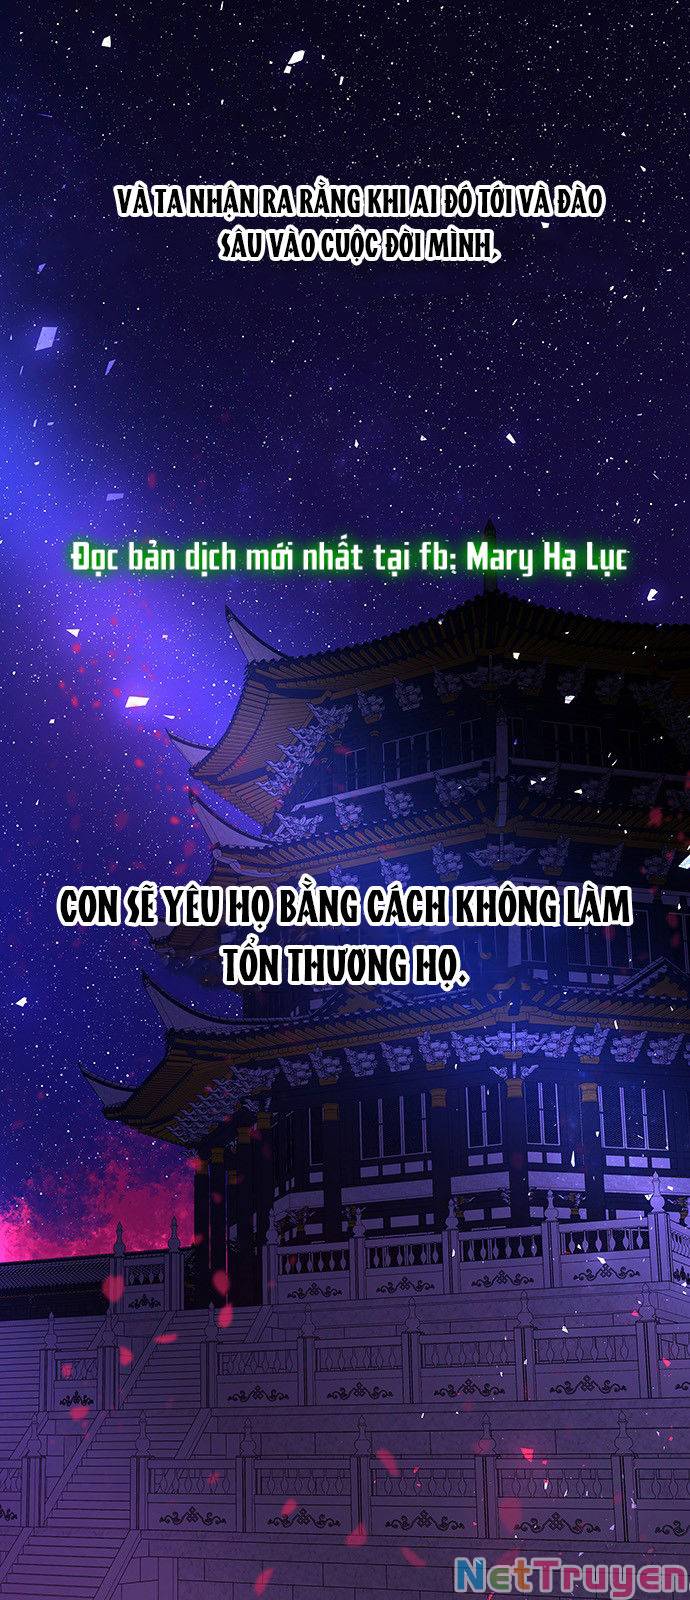 VÀ TA NHẬN RA RẰNG KHI AI ĐÓ TỚI VÀ ĐÀO
SÂU VÀO CUỘC ĐỜI MÌNH,
Đọc bản dịch mới nhất tại fb: Mary Hạ Lục
CON SẼ YÊU HỌ BẰNG CÁCH KHÔNG LÀM
TỔN THƯƠNG HỌ.
NetTruyen